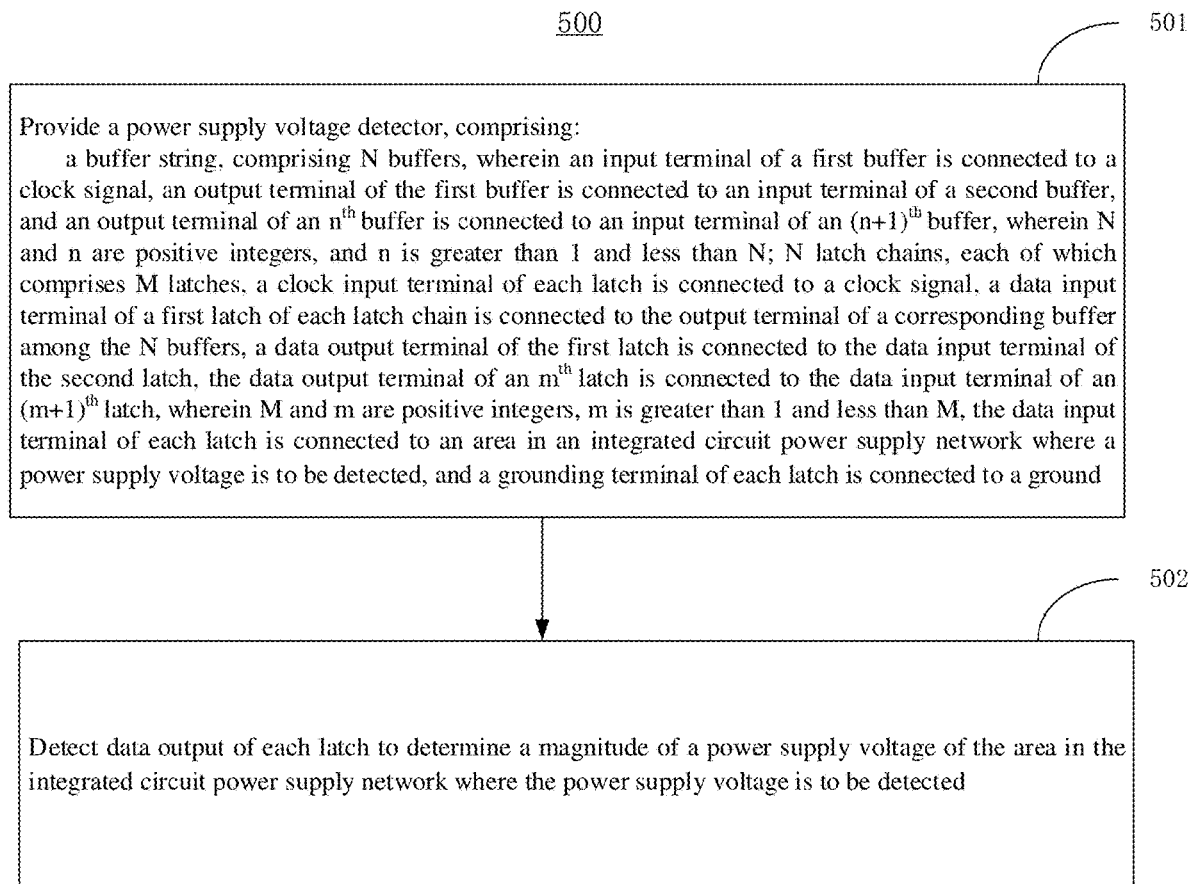 500
501
Provide a power supply voltage detector, comprising:
a buffer string, comprising N buffers, wherein an input terminal of a first buffer is connected to a
clock signal, an output terminal of the first buffer is connected to an input terminal of a second buffer,
and an output terminal of an nth buffer is connected to an input terminal of an (n+1)th buffer, wherein N
and n are positive integers, and n is greater than 1 and less than N; N latch chains, each of which
comprises M latches, a clock input terminal of each latch is connected to a clock signal, a data input
terminal of a first latch of each latch chain is connected to the output terminal of a corresponding buffer
among the N buffers, a data output terminal of the first latch is connected to the data input terminal of
the second latch, the data output terminal of an mth latch is connected to the data input terminal of an
(m+1)th latch, wherein M and m are positive integers, m is greater than 1 and less than M, the data input
terminal of each latch is connected to an area in an integrated circuit power supply network where a
power supply voltage is to be detected, and a grounding terminal of each latch is connected to a ground
502
Detect data output of each latch to determine a magnitude of a power supply voltage of the area in the
integrated circuit power supply network where the power supply voltage is to be detected